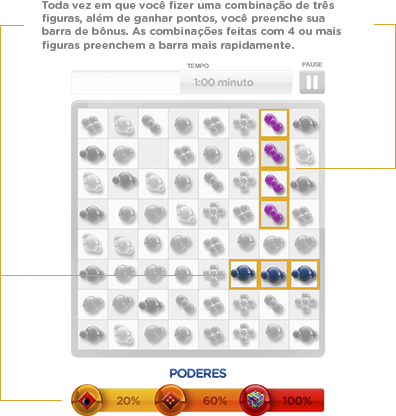 Toda vez em que você fizer uma combinação de três
figuras, além de ganhar pontos, você preenche sua
barra de bônus. As combinações feitas com 4 ou mais
figuras preenchem a barra mais rapidamente.
TEMPO
PAUSE
1:00 minuto
PODERES
20%
60%
100%